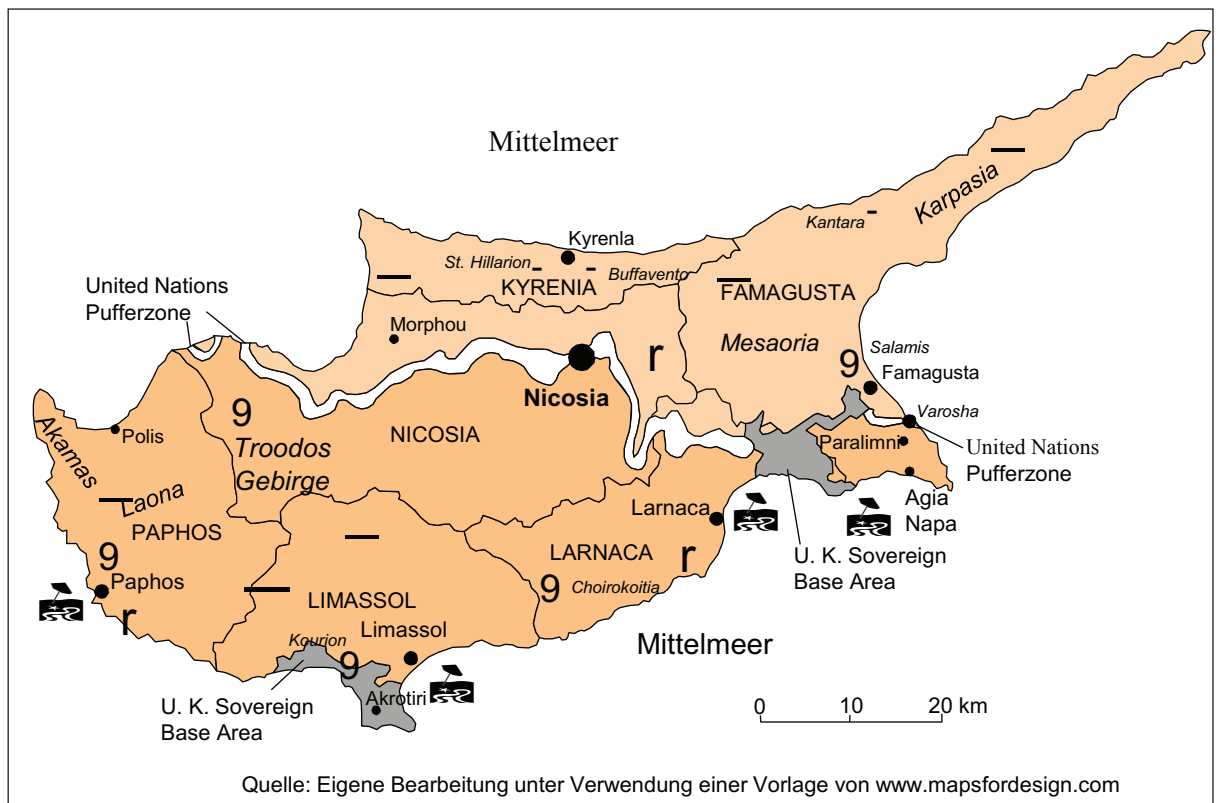 Mittelmeer
Karpasia
Kantara
Kyrenla
St. Hillarion
Buffavento
KYRENIA
FAMAGUSTA
United Nations
Pufferzone
Morphou
Mesaoria
r
9
Salamis
Famagusta
Nicosia
Varosha
9
Akamas
Polis
NICOSIA
Troodos
Gebirge
Paralimni
United Nations
Pufferzone
Laona
PAPHOS
Larnaca
Agia
Napa
9
Paphos
r
LARNACA
r
9
Choirokoitia
U. K. Sovereign
Base Area
LIMASSOL
Limassol
Kourion
9
Mittelmeer
Akrotiri
U. K. Sovereign
Base Area
0 10 20 km
Quelle: Eigene Bearbeitung unter Verwendung einer Vorlage von www.mapsfordesign.com